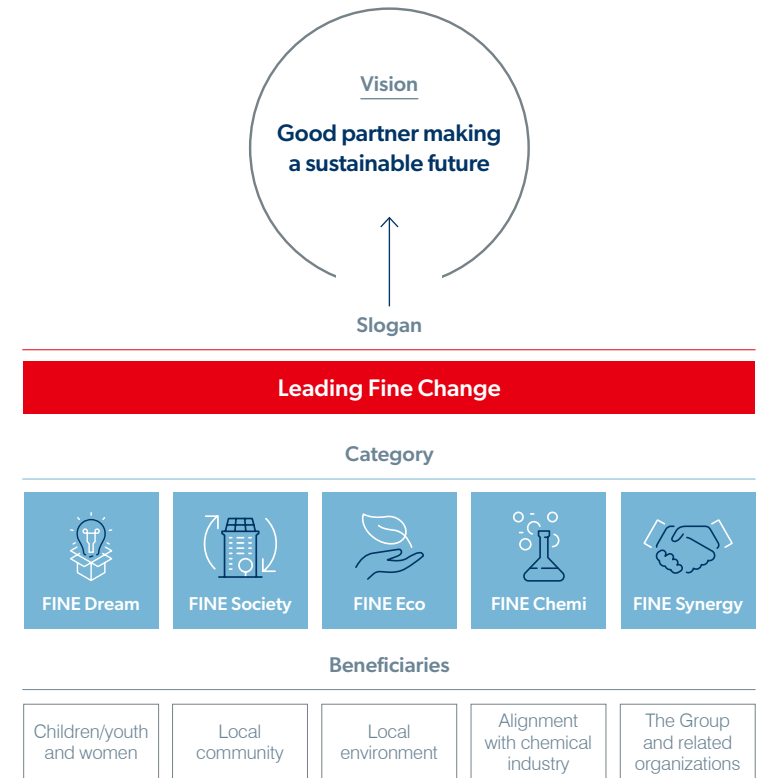 Vision
Good partner making
a sustainable future
Slogan
Leading Fine Change
Category
FINE Dream
FINE Society
FINE Eco
FINE Chemi
FINE Synergy
Beneficiaries
Children/youth
and women
Local
community
Local
environment
Alignment
with chemical
industry
The Group
and related
organizations